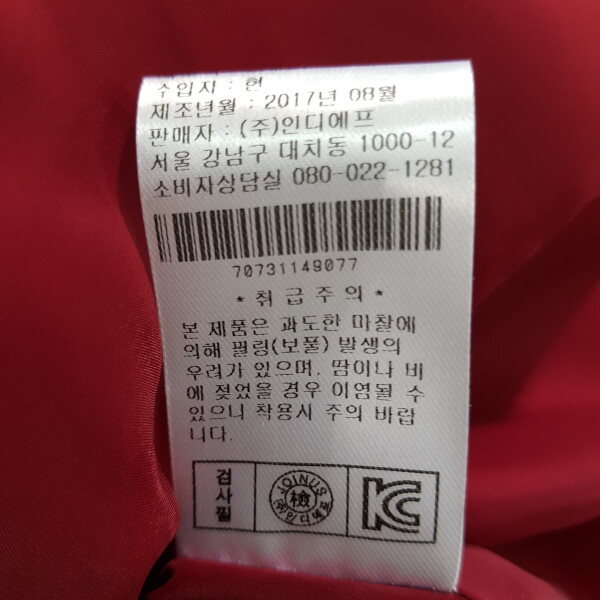 수입자 : 현
제조년월 : 2017년 08월
판매자 : (주)인디에프
서울 강남구 대치동 1000-12
소비자상담실 080-022-1281
70731149077
* 취급주의 *
본 제품은 과도한 마찰에
의해 필링(보풀) 발생의
우려가 있으며, 땀이나 비
에 젖었을 경우 이염될 수
있으니 착용시 주의 바랍
니다.
검사필
JOINUS
檢
(주)인디에프
KC